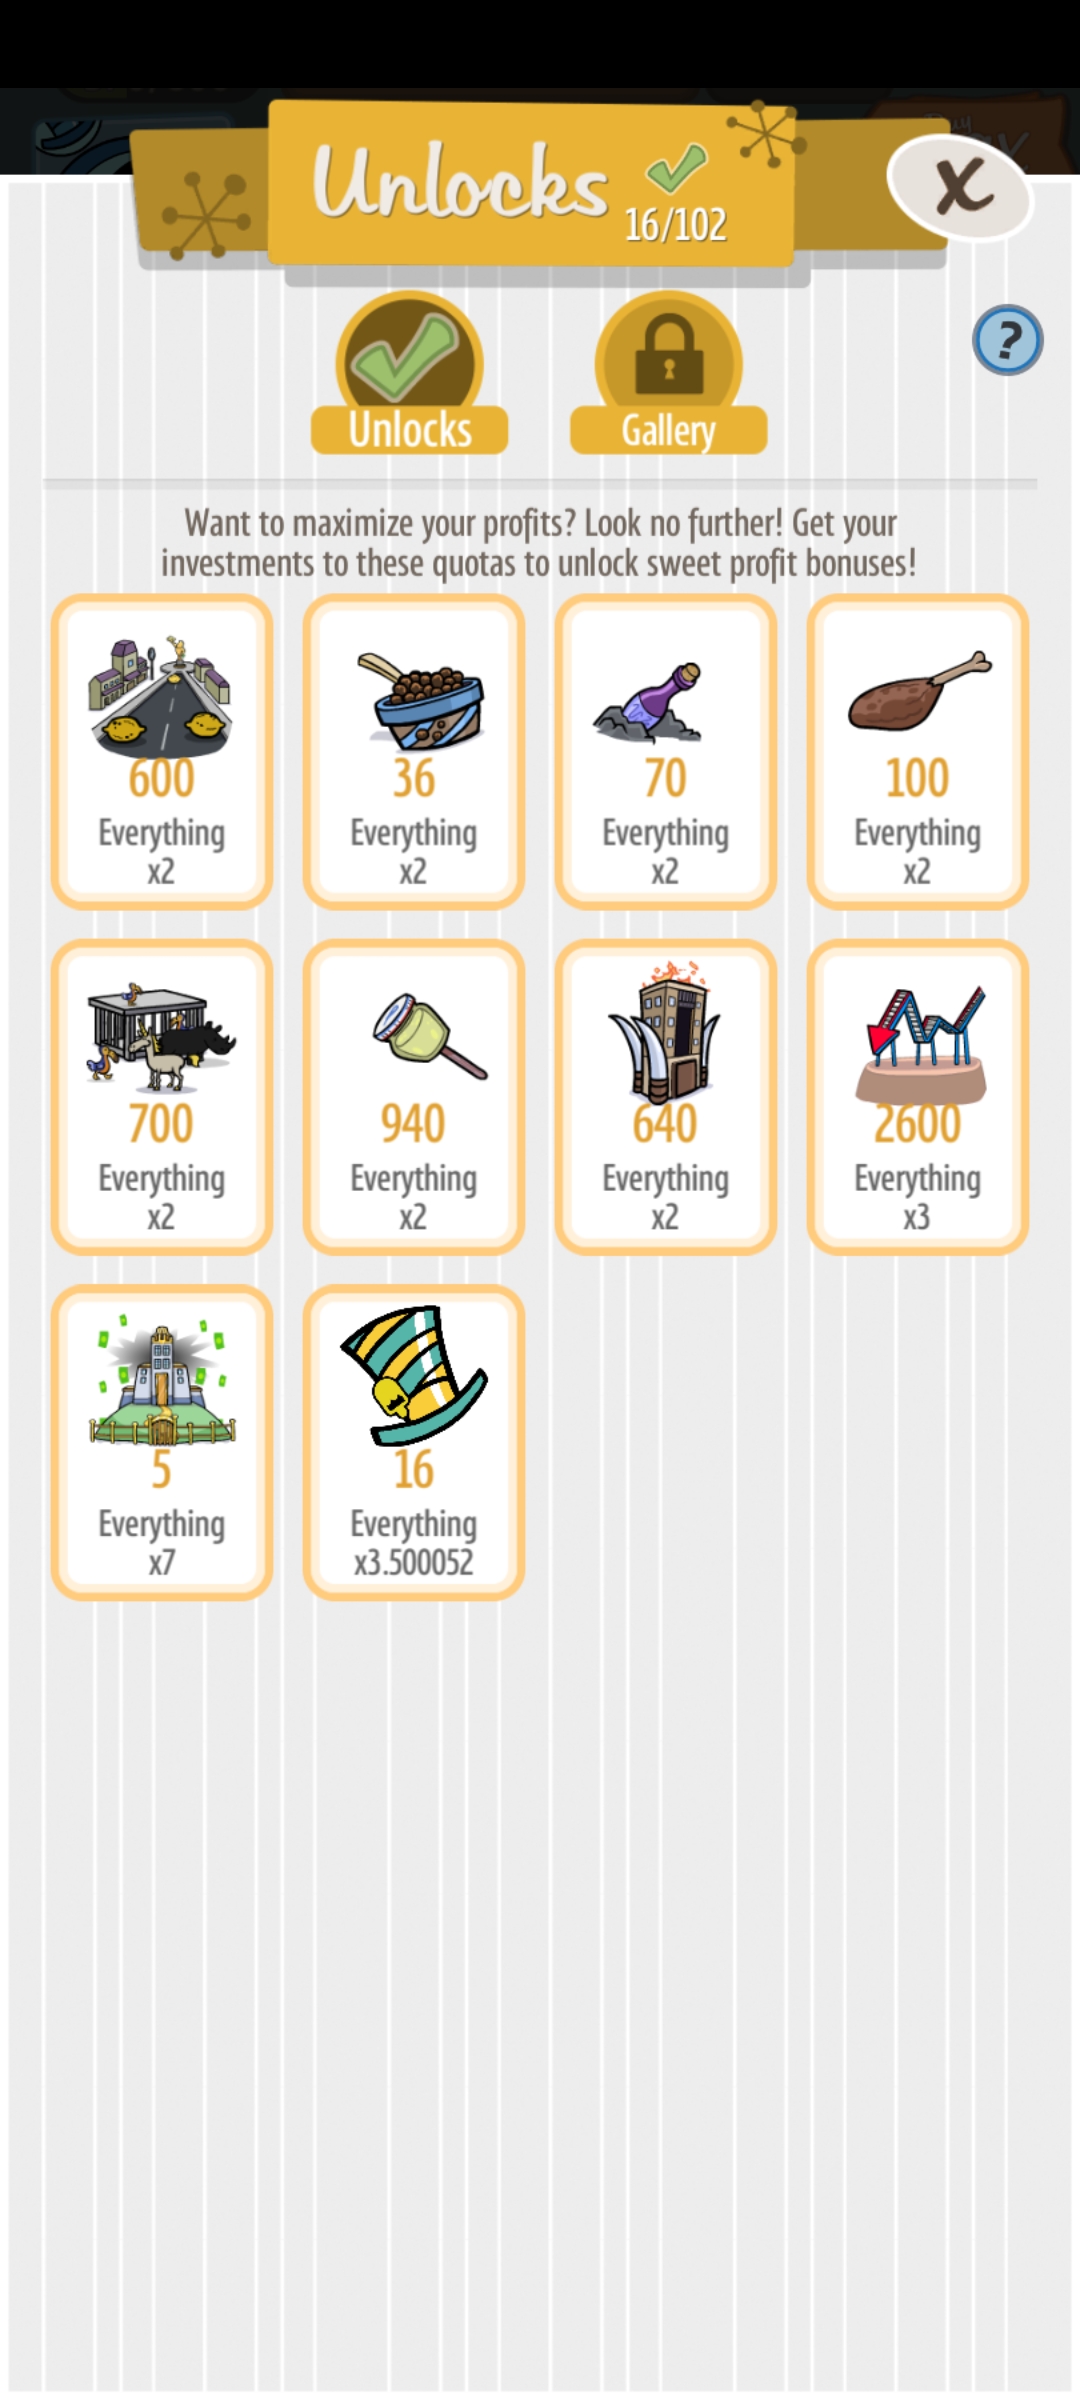 Unlocks
16/102
Unlocks
Gallery
?
Want to maximize your profits? Look no further! Get your
investments to these quotas to unlock sweet profit bonuses!
600
Everything
x2
36
Everything
x2
70
Everything
x2
100
Everything
x2
700
Everything
x2
940
Everything
x2
640
Everything
x2
2600
Everything
x3
5
Everything
x7
16
Everything
x3.500052